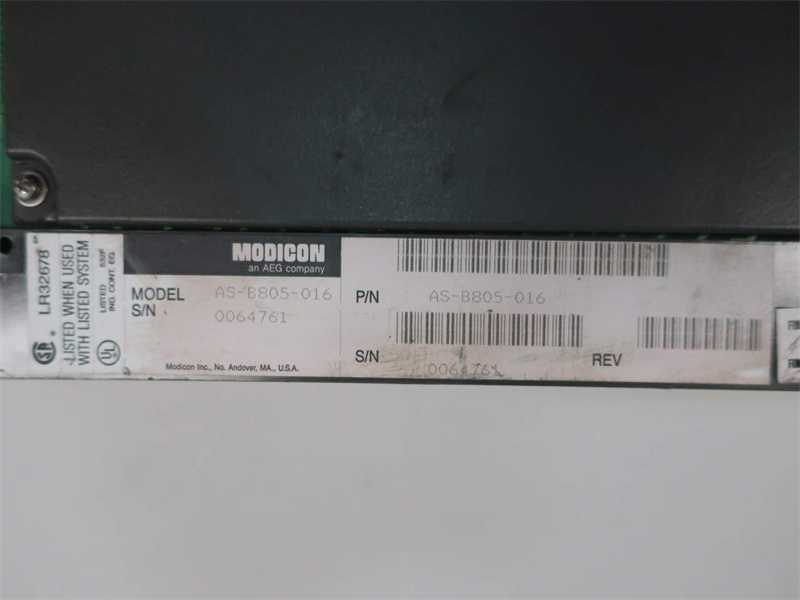 LR32678
LISTED WHEN USED
WITH LISTED SYSTEM
LISTED
IND. CONT. EQ.
MODICON
an AEG company
MODEL AS-B805-016
S/N 0064761
Modicon Inc., No. Andover, MA., U.S.A.
P/N AS-B805-016
S/N 0064761
REV